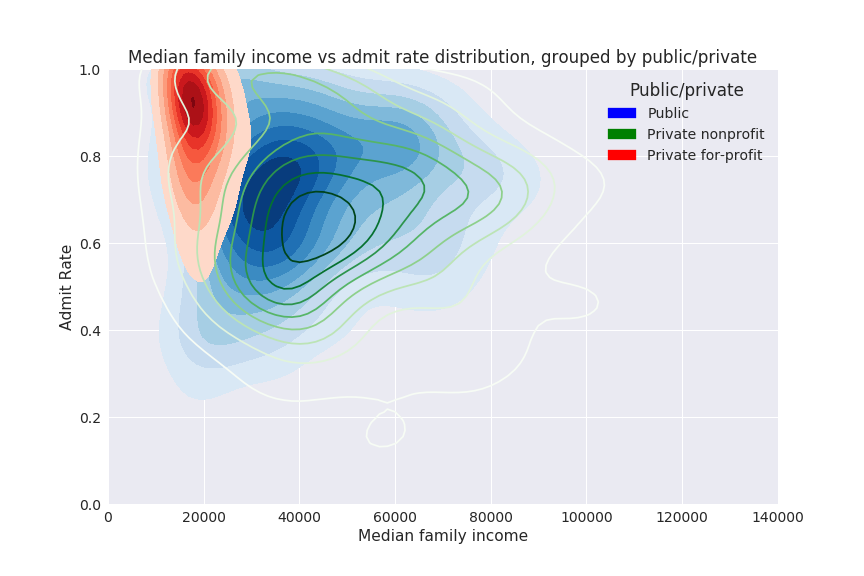 Median family income vs admit rate distribution, grouped by public/private
Public/private
Public
Private nonprofit
Private for-profit
Admit Rate
1.0
0.8
0.6
0.4
0.2
0.0
0 20000 40000 60000 80000 100000 120000 140000
Median family income